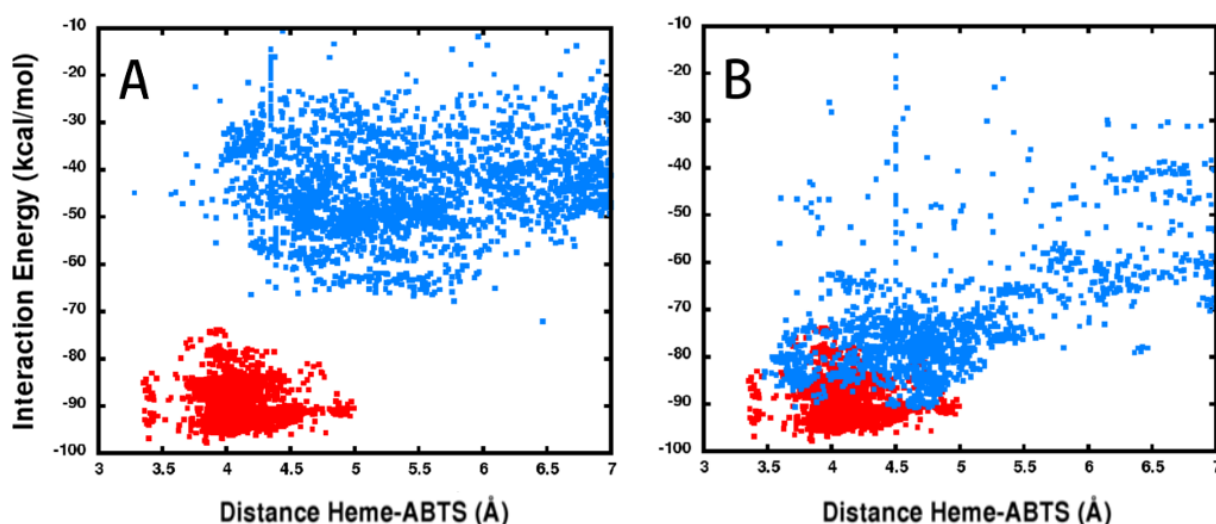 A
B
Interaction Energy (kcal/mol)
-10
-20
-30
-40
-50
-60
-70
-80
-90
-100
3 3.5 4 4.5 5 5.5 6 6.5 7
Distance Heme-ABTS (Å)
-10
-20
-30
-40
-50
-60
-70
-80
-90
-100
3 3.5 4 4.5 5 5.5 6 6.5 7
Distance Heme-ABTS (Å)